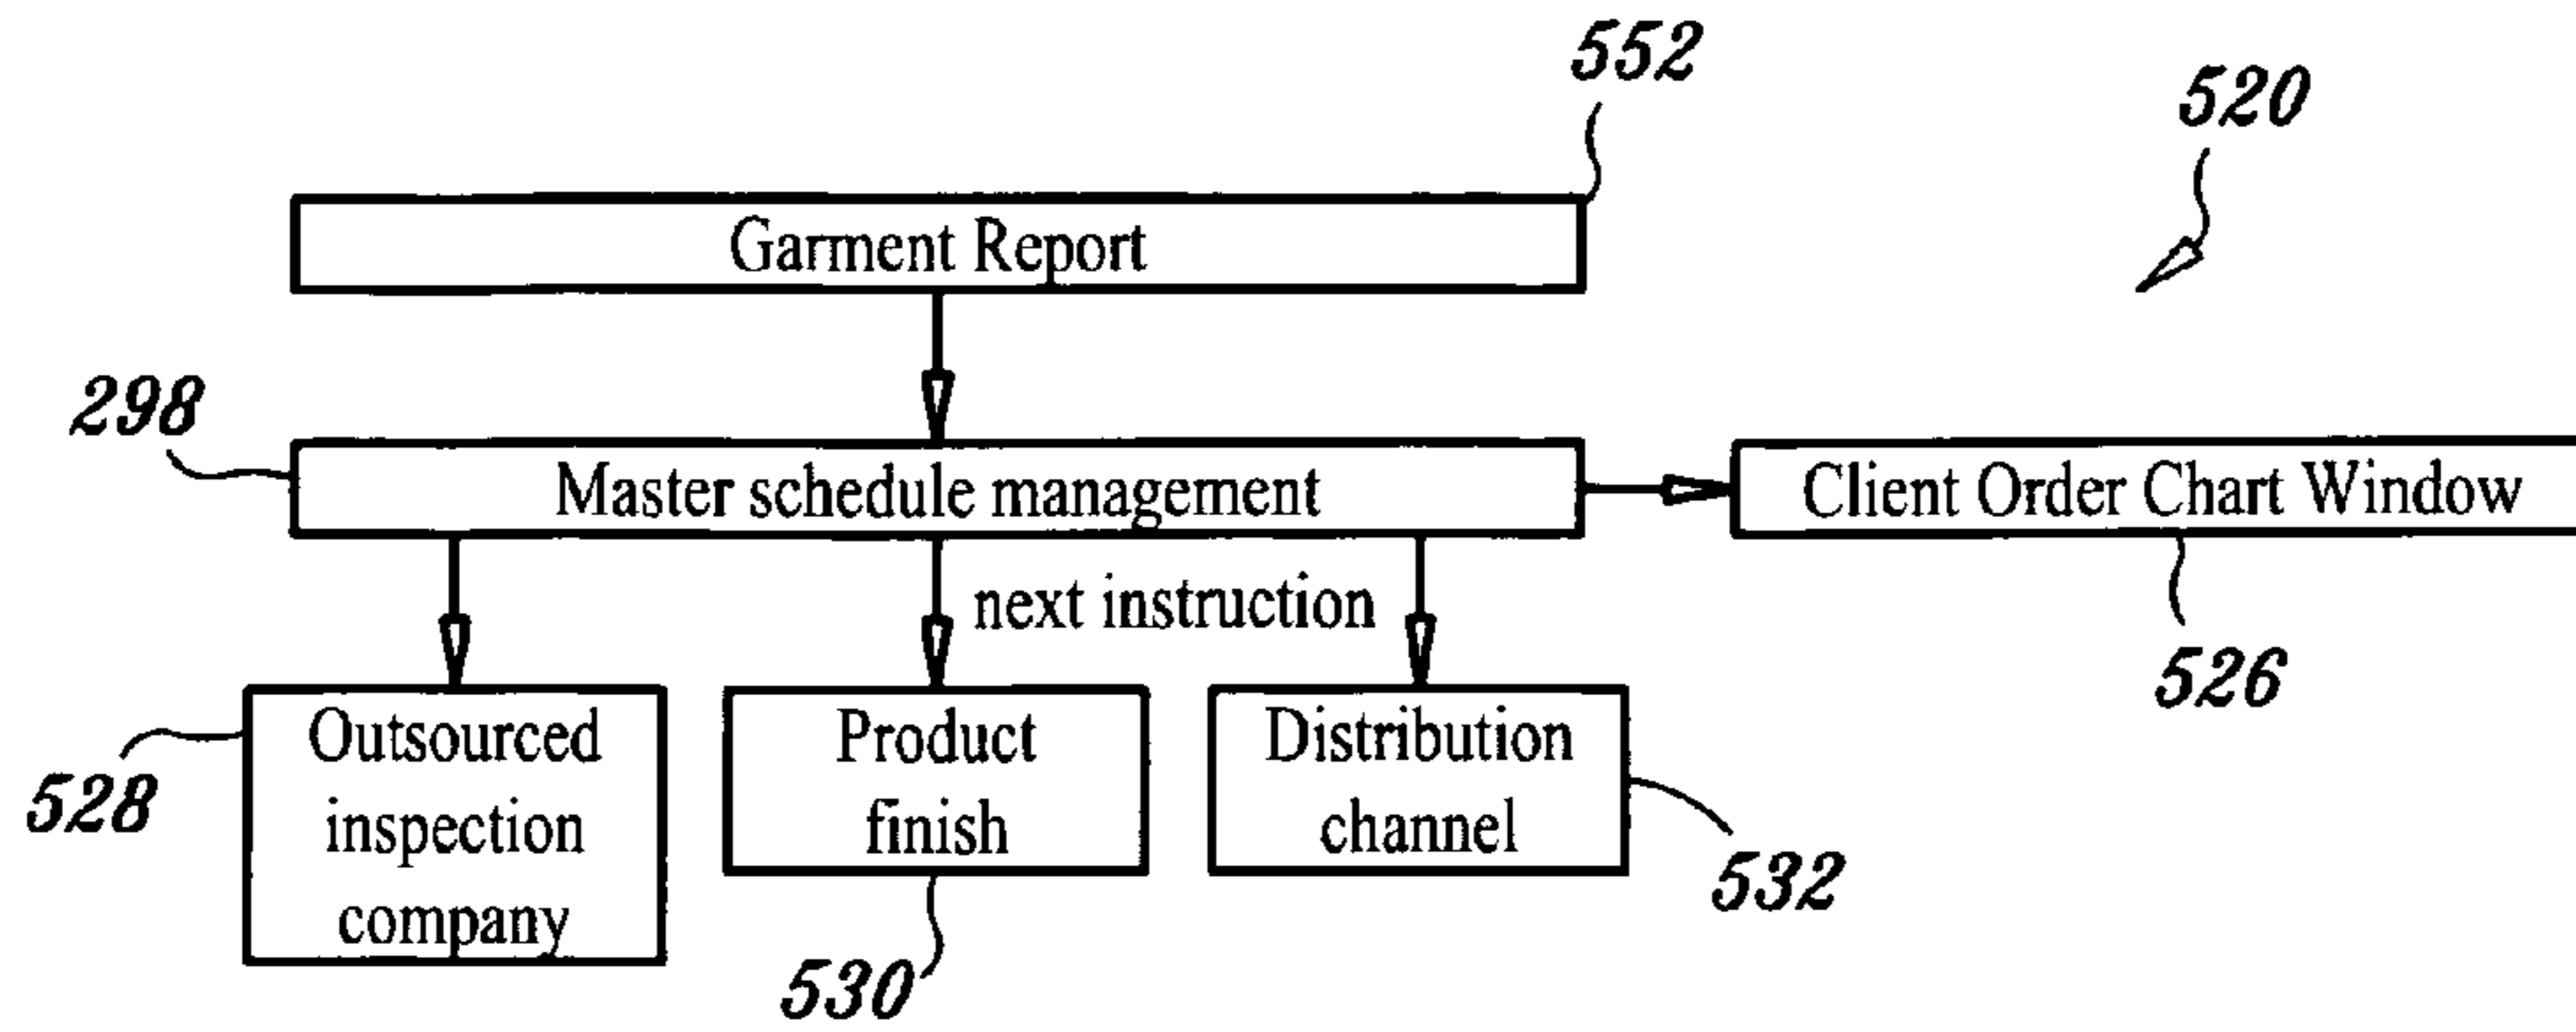 552
520
Garment Report
298
Master schedule management
Client Order Chart Window
next instruction
526
Outsourced
inspection
company
528
Product
finish
530
Distribution
channel
532